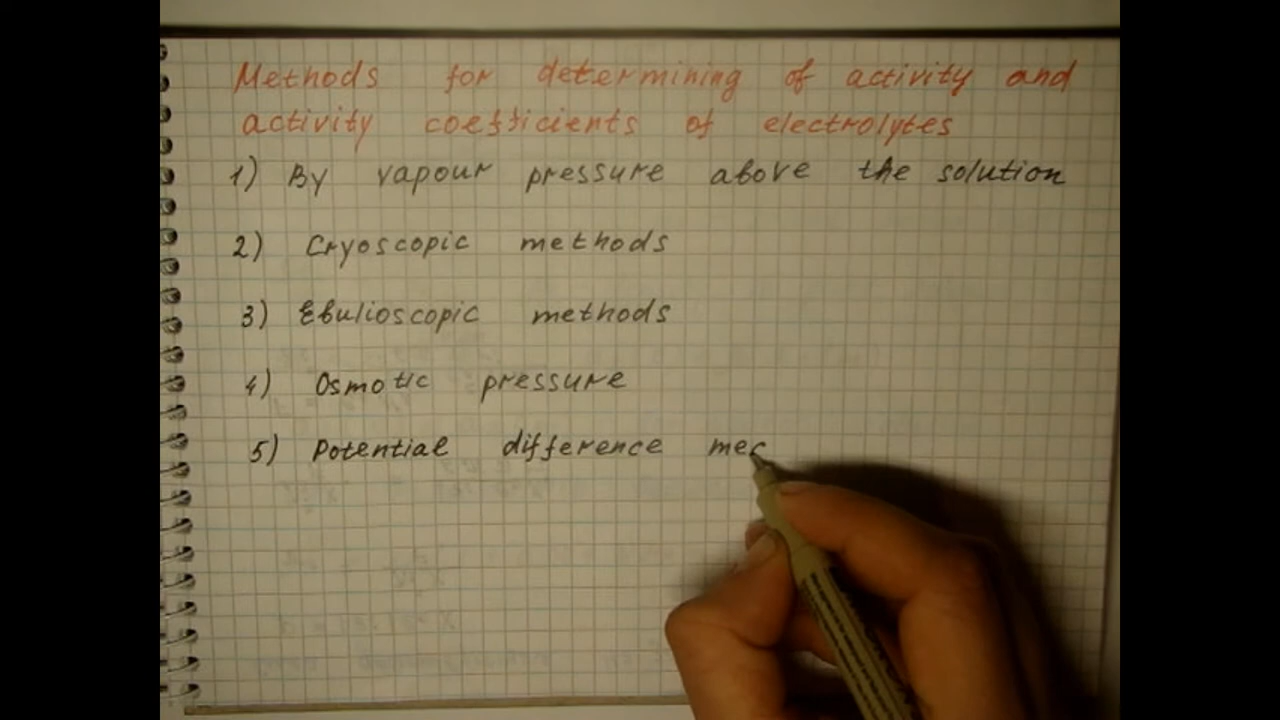 Methods for determining of activity and
activity coefficients of electrolytes
1) By vapour pressure above the solution
2) Cryoscopic methods
3) Ebulioscopic methods
4) Osmotic pressure
5) Potential difference mec